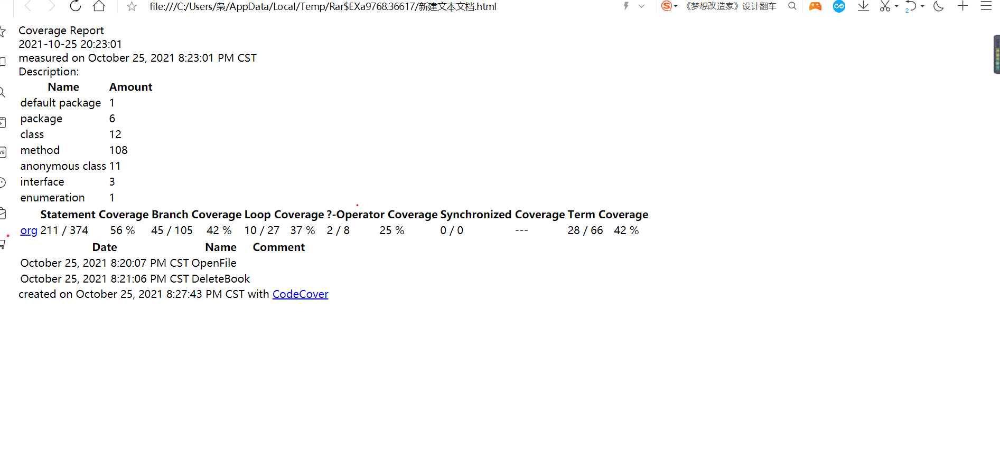 file:///C:/Users/枭/AppData/Local/Temp/Rar$EXa9768.36617/新建文本文档.html
《梦想改造家》设计翻车
2
Coverage Report
2021-10-25 20:23:01
measured on October 25, 2021 8:23:01 PM CST
Description:
Name Amount
default package 1
package 6
class 12
method 108
anonymous class 11
interface 3
enumeration 1
Statement Coverage Branch Coverage Loop Coverage ?-Operator Coverage Synchronized Coverage Term Coverage
org 211 / 374 56 % 45 / 105 42 % 10 / 27 37 % 2 / 8 25 % 0 / 0 --- 28 / 66 42 %
Date Name Comment
October 25, 2021 8:20:07 PM CST OpenFile
October 25, 2021 8:21:06 PM CST DeleteBook
created on October 25, 2021 8:27:43 PM CST with CodeCover